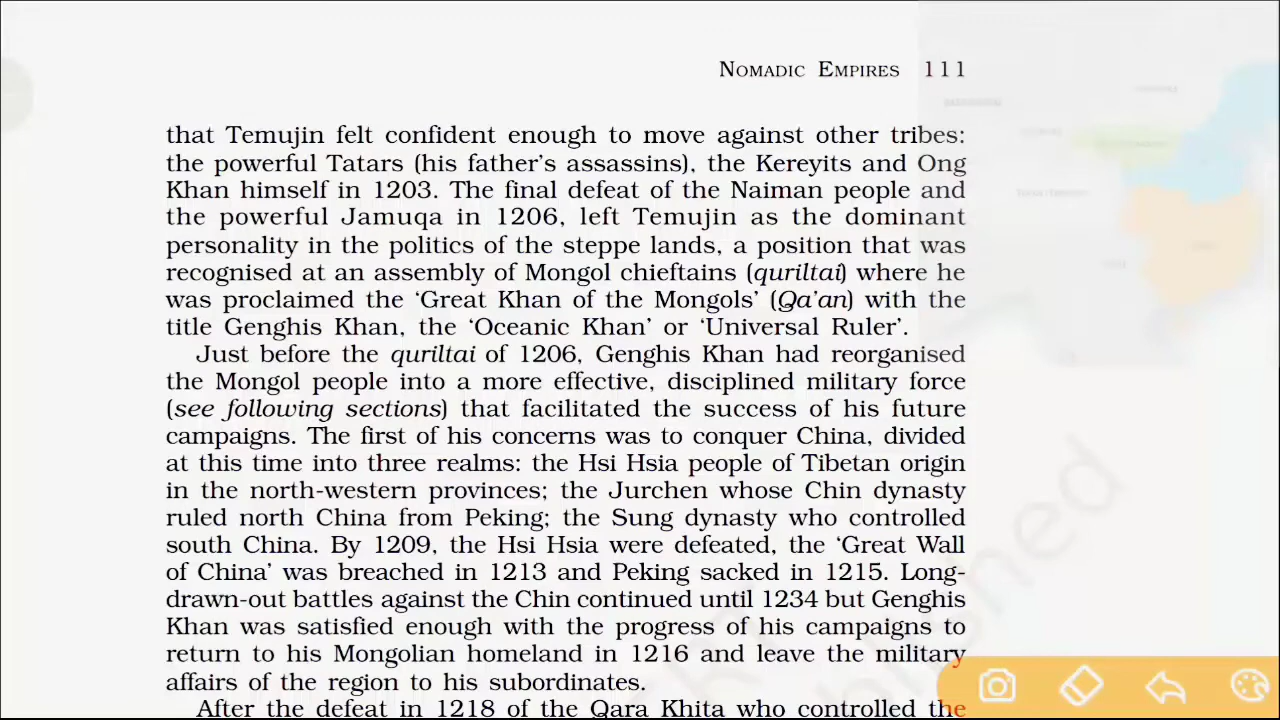 NOMADIC EMPIRES 111
that Temujin felt confident enough to move against other tribes:
the powerful Tatars (his father's assassins), the Kereyits and Ong
Khan himself in 1203. The final defeat of the Naiman people and
the powerful Jamuqa in 1206, left Temujin as the dominant
personality in the politics of the steppe lands, a position that was
recognised at an assembly of Mongol chieftains (quriltai) where he
was proclaimed the ‘Great Khan of the Mongols’ (Qa’an) with the
title Genghis Khan, the ‘Oceanic Khan’ or ‘Universal Ruler’.
Just before the quriltai of 1206, Genghis Khan had reorganised
the Mongol people into a more effective, disciplined military force
(see following sections) that facilitated the success of his future
campaigns. The first of his concerns was to conquer China, divided
at this time into three realms: the Hsi Hsia people of Tibetan origin
in the north-western provinces; the Jurchen whose Chin dynasty
ruled north China from Peking; the Sung dynasty who controlled
south China. By 1209, the Hsi Hsia were defeated, the ‘Great Wall
of China’ was breached in 1213 and Peking sacked in 1215. Long-
drawn-out battles against the Chin continued until 1234 but Genghis
Khan was satisfied enough with the progress of his campaigns to
return to his Mongolian homeland in 1216 and leave the military
affairs of the region to his subordinates.
After the defeat in 1218 of the Qara Khita who controlled the